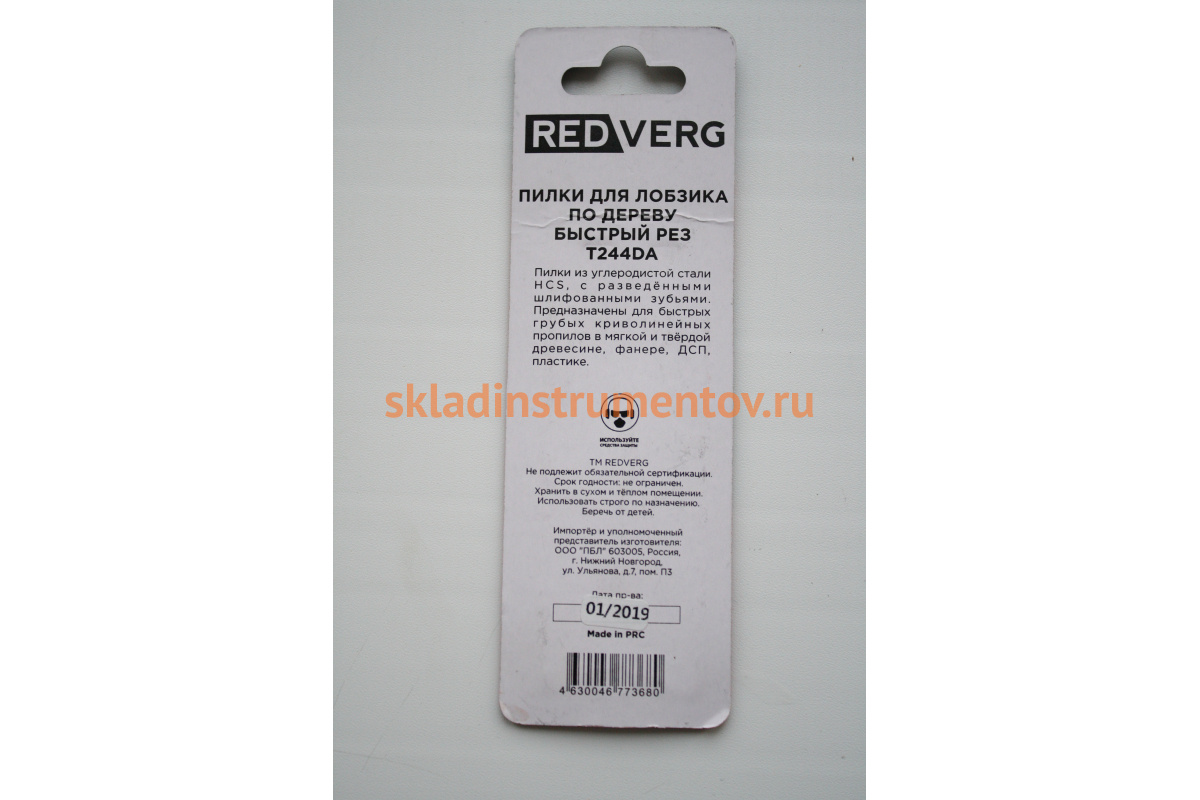 REDVERG
ПИЛКИ ДЛЯ ЛОБЗИКА
ПО ДЕРЕВУ
БЫСТРЫЙ РЕЗ
T244DA
Пилки из углеродистой стали
HCS, с разведёнными
шлифованными зубьями.
Предназначены для быстрых
грубых криволинейных
пропилов в мягкой и твёрдой
древесине, фанере, ДСП,
пластике.
skladinstrumentov.ru
ИСПОЛЬЗУЙТЕ
СРЕДСТВА ЗАЩИТЫ
ТМ REDVERG
Не подлежит обязательной сертификации.
Срок годности: не ограничен.
Хранить в сухом и тёплом помещении.
Использовать строго по назначению.
Беречь от детей.
Импортёр и уполномоченный
представитель изготовителя:
ООО "ПБЛ" 603005, Россия,
г. Нижний Новгород,
ул. Ульянова, д.7, пом. П3
Дата пр-ва:
01/2019
Made in PRC
4 630046 773680